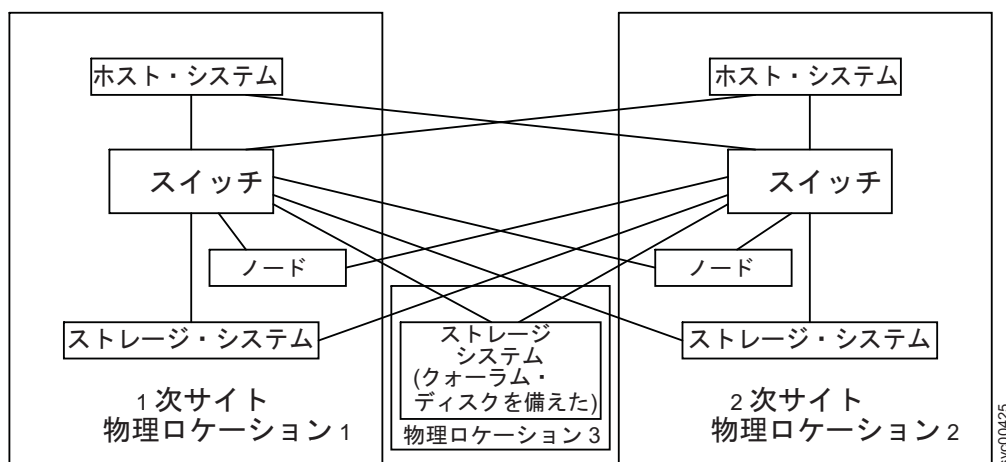 ホスト・システム
スイッチ
ノード
ストレージ・システム
1 次サイト
物理ロケーション 1
ストレージ
システム
(クォーラム・
ディスクを備えた)
物理ロケーション 3
ホスト・システム
スイッチ
ノード
ストレージ・システム
2 次サイト
物理ロケーション 2
svc00425